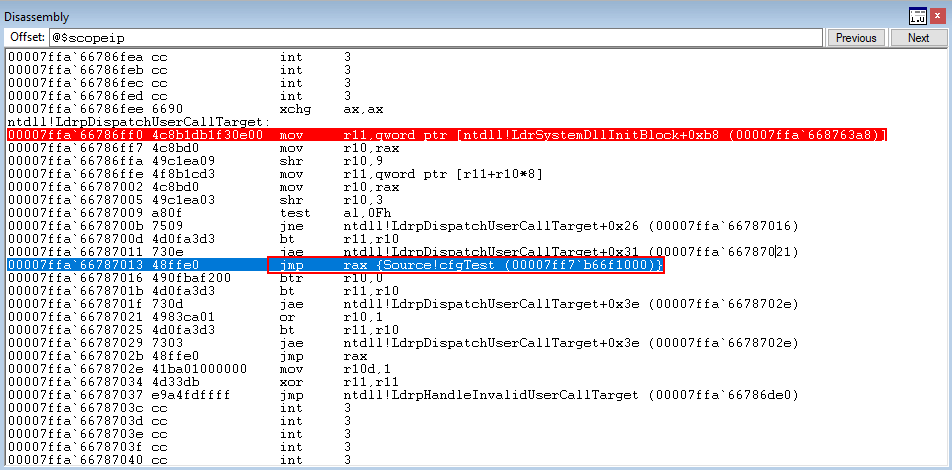 Disassembly
Offset: @$scopeip Previous Next
00007ffa`66786fea cc int 3
00007ffa`66786feb cc int 3
00007ffa`66786fec cc int 3
00007ffa`66786fed cc int 3
00007ffa`66786fee 6690 xchg ax,ax
ntdll!LdrpDispatchUserCallTarget:
00007ffa`66786ff0 4c8b1db1f30e00 mov r11,qword ptr [ntdll!LdrSystemDllInitBlock+0xb8 (00007ffa`668763a8)]
00007ffa`66786ff7 4c8bd0 mov r10,rax
00007ffa`66786ffa 49c1ea09 shr r10,9
00007ffa`66786ffe 4f8b1cd3 mov r11,qword ptr [r11+r10*8]
00007ffa`66787002 4c8bd0 mov r10,rax
00007ffa`66787005 49c1ea03 shr r10,3
00007ffa`66787009 a80f test al,0Fh
00007ffa`6678700b 7509 jne ntdll!LdrpDispatchUserCallTarget+0x26 (00007ffa`66787016)
00007ffa`6678700d 4d0fa3d3 bt r11,r10
00007ffa`66787011 730e jae ntdll!LdrpDispatchUserCallTarget+0x31 (00007ffa`66787021)
00007ffa`66787013 48ffe0 jmp rax {Source!cfgTest (00007ff7`b66f1000)}
00007ffa`66787016 490fbaf200 btr r10,0
00007ffa`6678701b 4d0fa3d3 bt r11,r10
00007ffa`6678701f 730d jae ntdll!LdrpDispatchUserCallTarget+0x3e (00007ffa`6678702e)
00007ffa`66787021 4983ca01 or r10,1
00007ffa`66787025 4d0fa3d3 bt r11,r10
00007ffa`66787029 7303 jae ntdll!LdrpDispatchUserCallTarget+0x3e (00007ffa`6678702e)
00007ffa`6678702b 48ffe0 jmp rax
00007ffa`6678702e 41ba01000000 mov r10d,1
00007ffa`66787034 4d33db xor r11,r11
00007ffa`66787037 e9a4fdffff jmp ntdll!LdrpHandleInvalidUserCallTarget (00007ffa`66786de0)
00007ffa`6678703c cc int 3
00007ffa`6678703d cc int 3
00007ffa`6678703e cc int 3
00007ffa`6678703f cc int 3
00007ffa`66787040 cc int 3